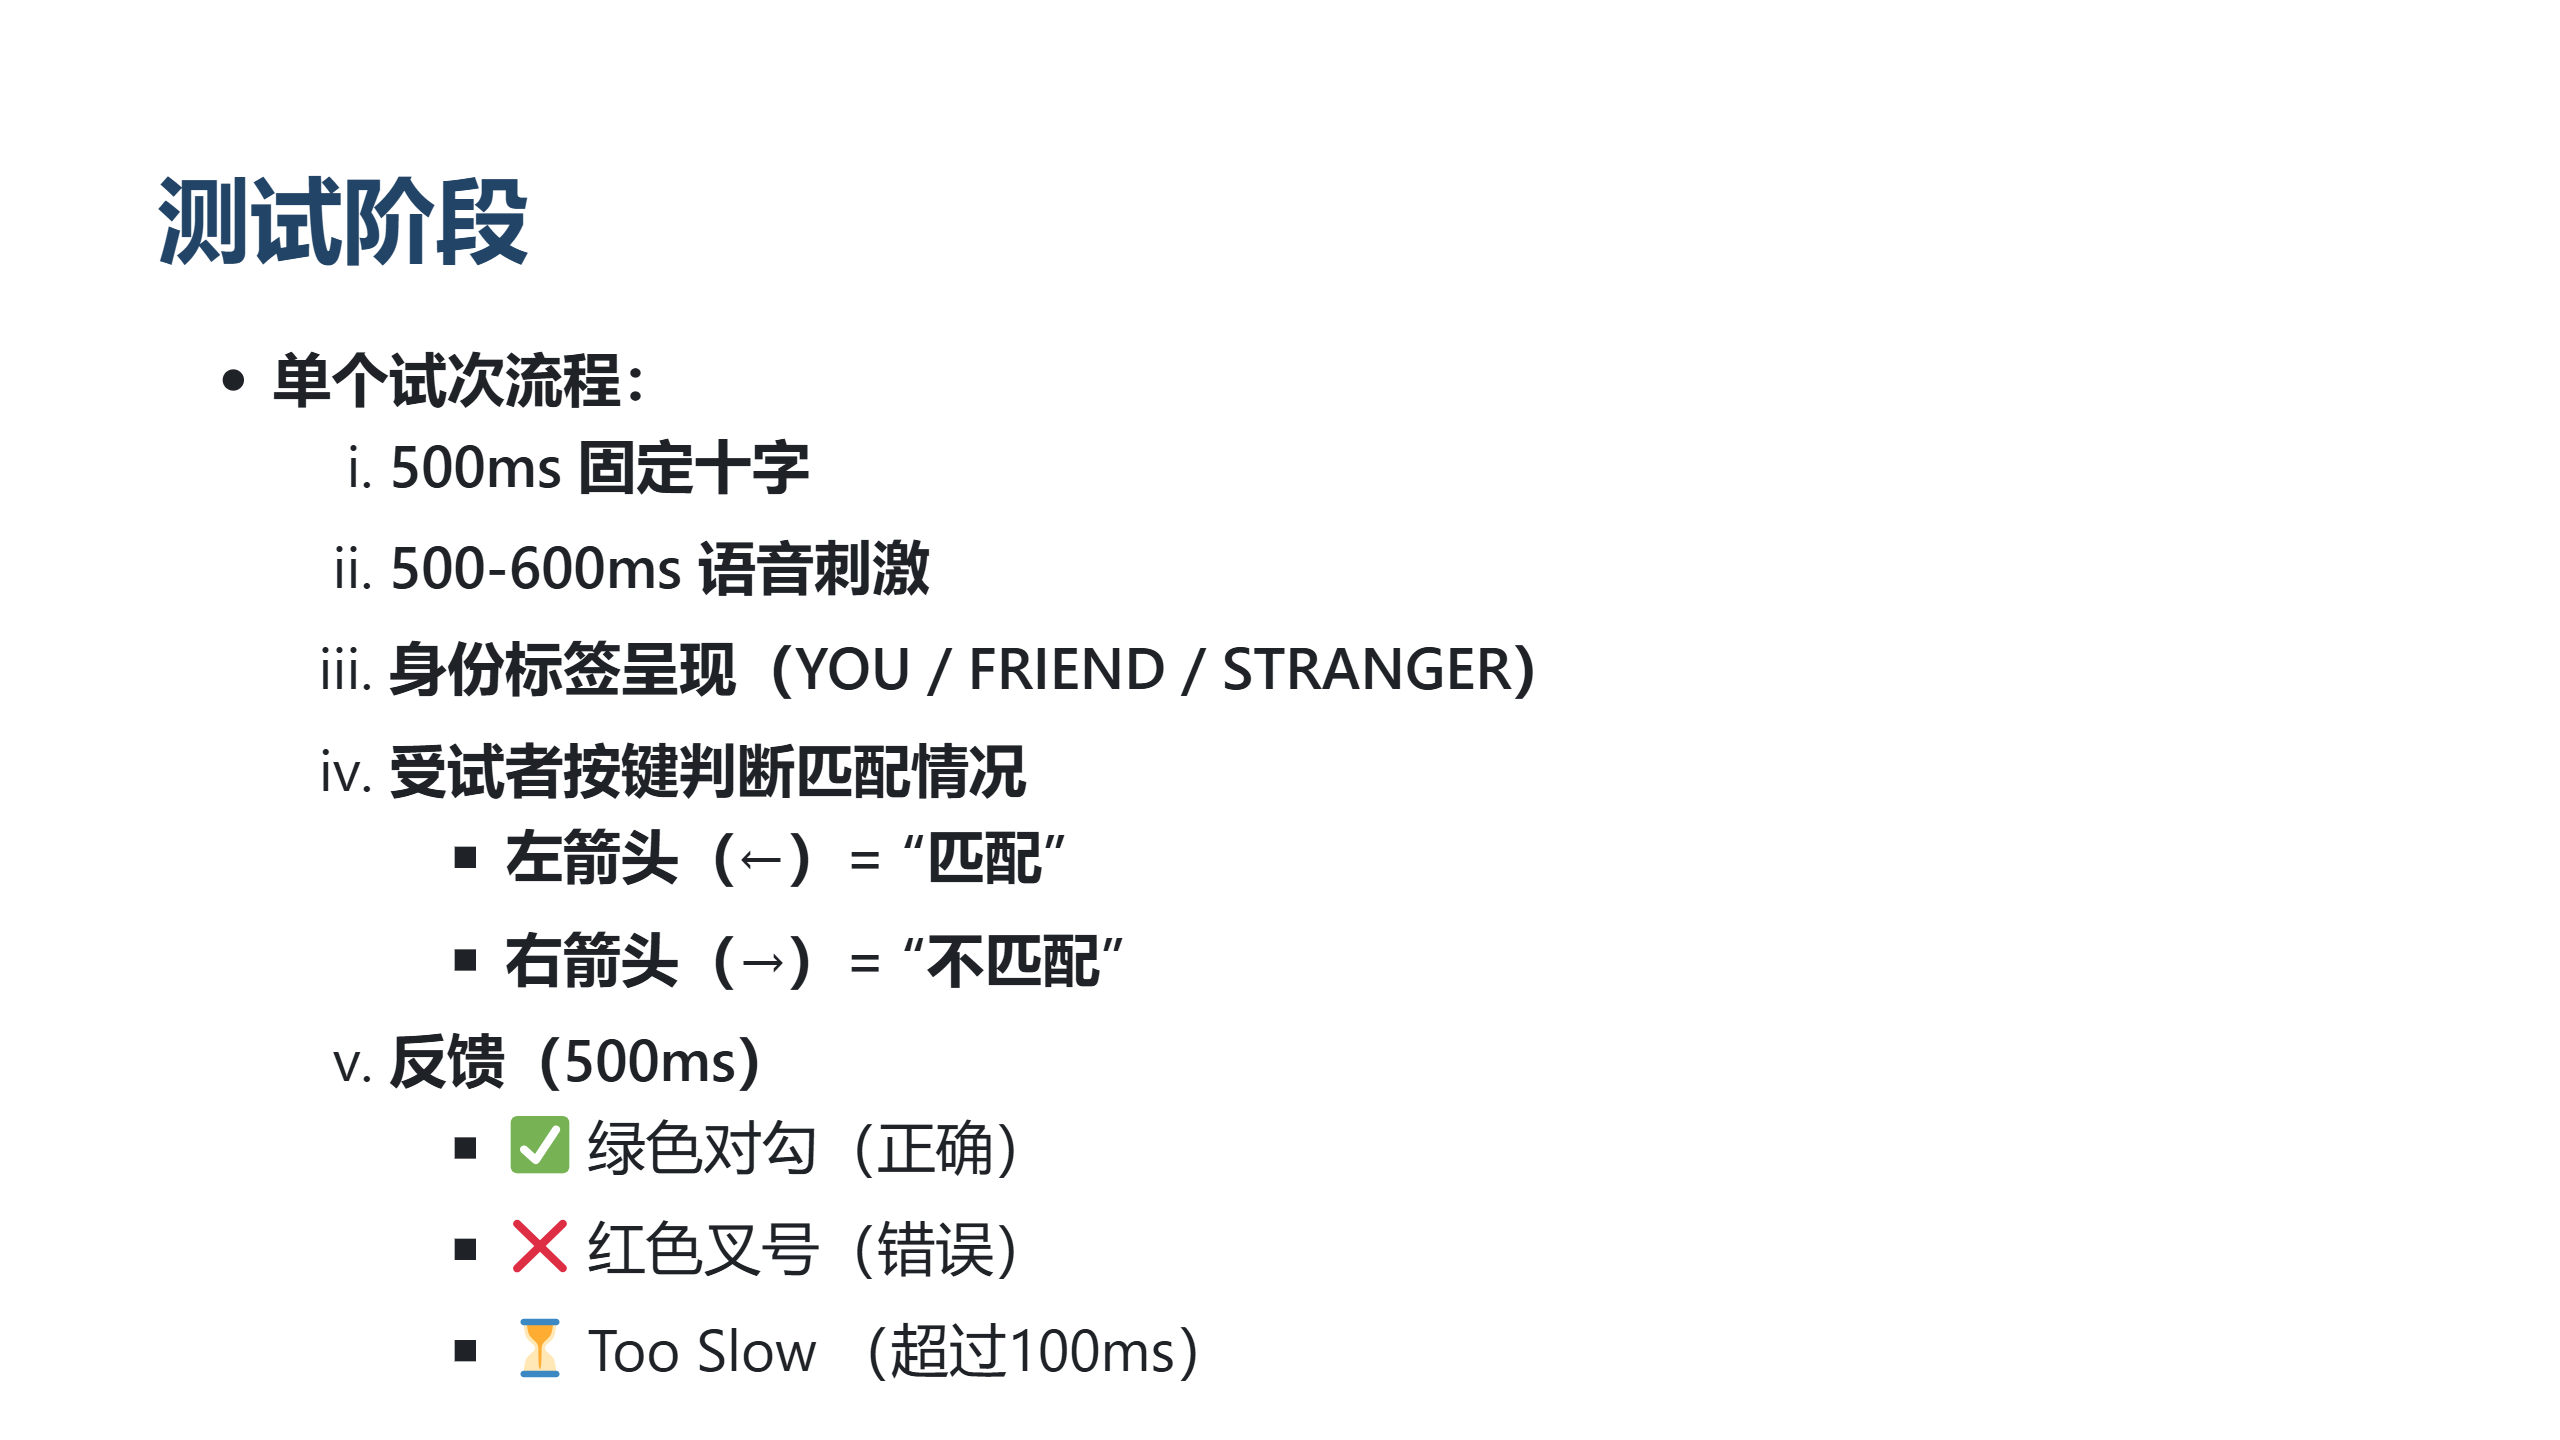 测试阶段
• 单个试次流程：
i. 500ms 固定十字
ii. 500-600ms 语音刺激
iii. 身份标签呈现（YOU / FRIEND / STRANGER）
iv. 受试者按键判断匹配情况
▪ 左箭头（←）= “匹配”
▪ 右箭头（→）= “不匹配”
v. 反馈（500ms）
▪ ✅ 绿色对勾（正确）
▪ ❌ 红色叉号（错误）
▪ ⏳ Too Slow （超过100ms）